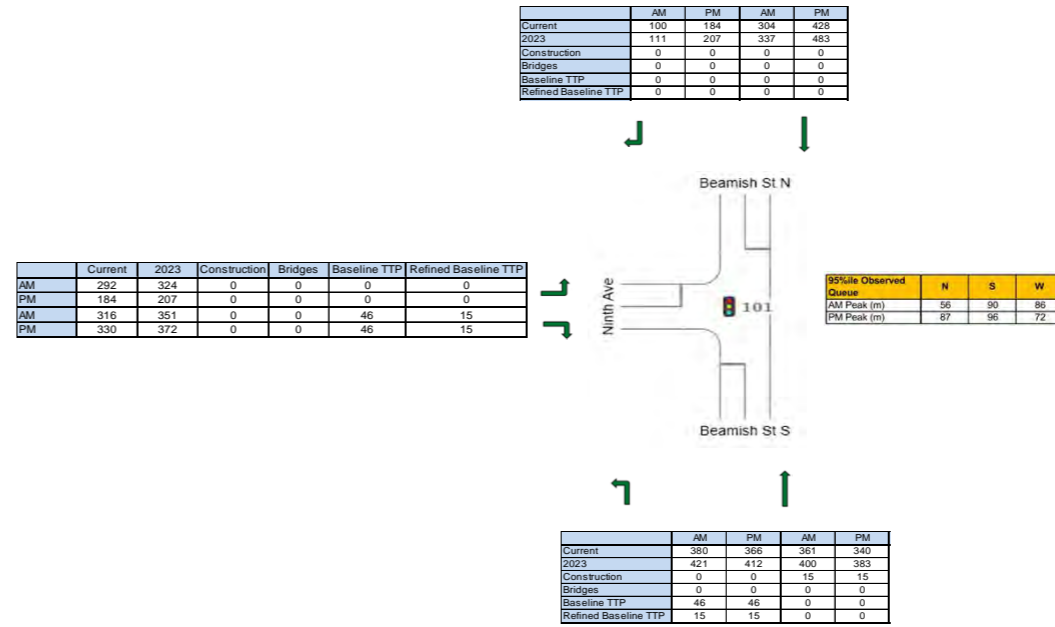 AM PM AM PM
Current 100 184 304 428
2023 111 207 337 483
Construction 0 0 0 0
Bridges 0 0 0 0
Baseline TTP 0 0 0 0
Refined Baseline TTP 0 0 0 0
Beamish St N
Current 2023 Construction Bridges Baseline TTP Refined Baseline TTP
AM 292 324 0 0 0 0
PM 184 207 0 0 0 0
AM 316 351 0 0 46 15
PM 330 372 0 0 46 15
Ninth Ave
101
95%ile Observed
Queue N S W
AM Peak (m) 56 90 86
PM Peak (m) 87 96 72
Beamish St S
AM PM AM PM
Current 380 366 361 340
2023 421 412 400 383
Construction 0 0 15 15
Bridges 0 0 0 0
Baseline TTP 46 46 0 0
Refined Baseline TTP 15 15 0 0